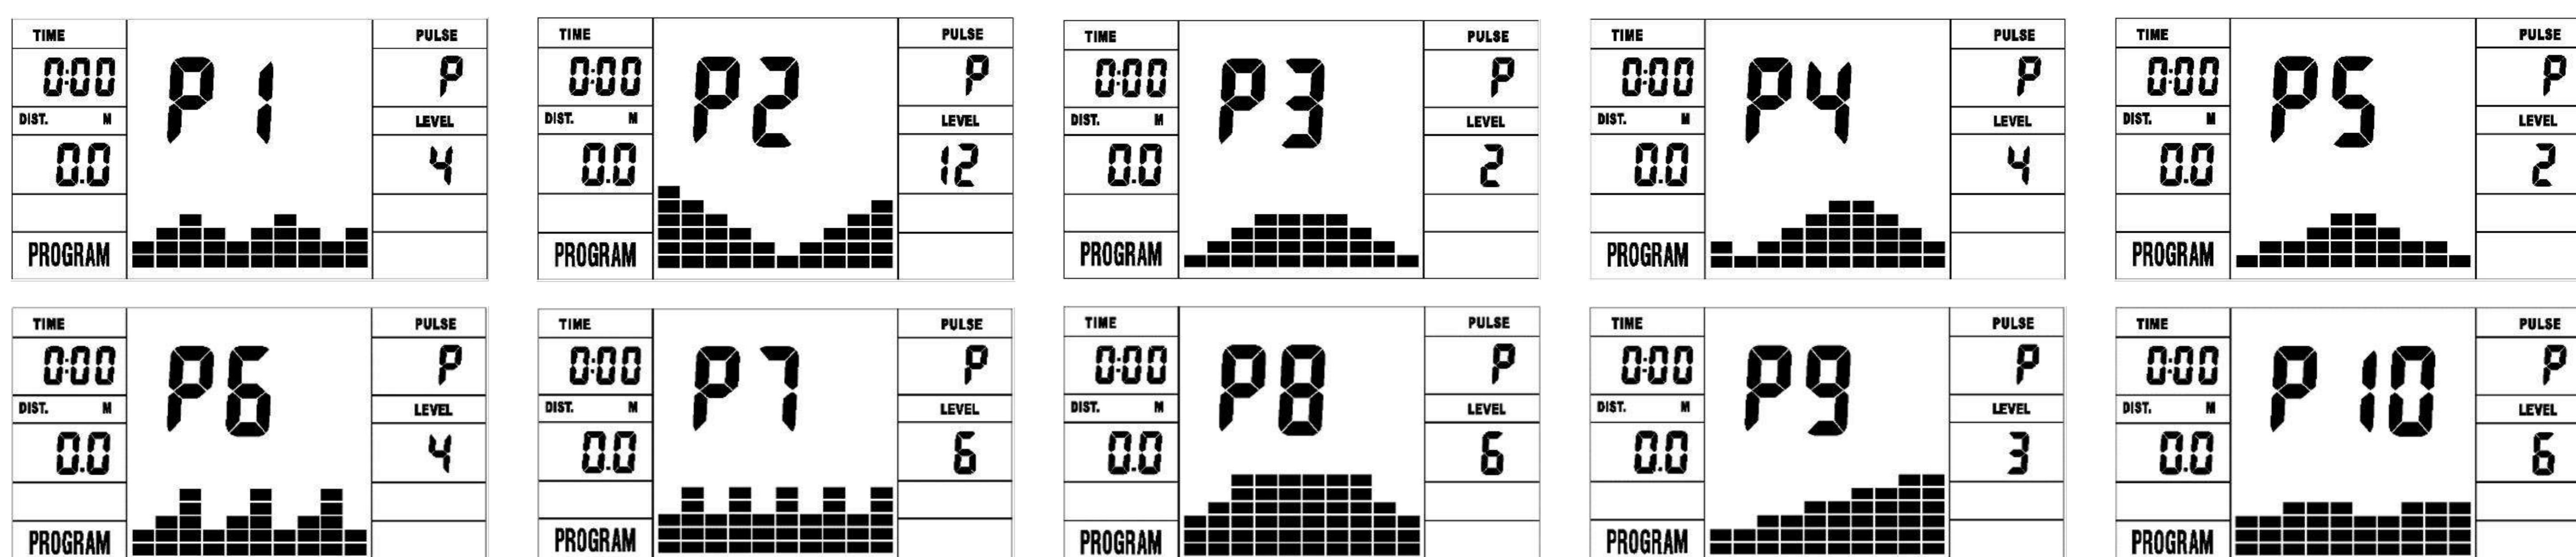 TIME PULSE
0:00 P1 P
DIST. M LEVEL
0.0 4
PROGRAM
TIME PULSE
0:00 P2 P
DIST. M LEVEL
0.0 12
PROGRAM
TIME PULSE
0:00 P3 P
DIST. M LEVEL
0.0 2
PROGRAM
TIME PULSE
0:00 P4 P
DIST. M LEVEL
0.0 4
PROGRAM
TIME PULSE
0:00 P5 P
DIST. M LEVEL
0.0 2
PROGRAM
TIME PULSE
0:00 P6 P
DIST. M LEVEL
0.0 4
PROGRAM
TIME PULSE
0:00 P7 P
DIST. M LEVEL
0.0 6
PROGRAM
TIME PULSE
0:00 P8 P
DIST. M LEVEL
0.0 6
PROGRAM
TIME PULSE
0:00 P9 P
DIST. M LEVEL
0.0 3
PROGRAM
TIME PULSE
0:00 P10 P
DIST. M LEVEL
0.0 6
PROGRAM